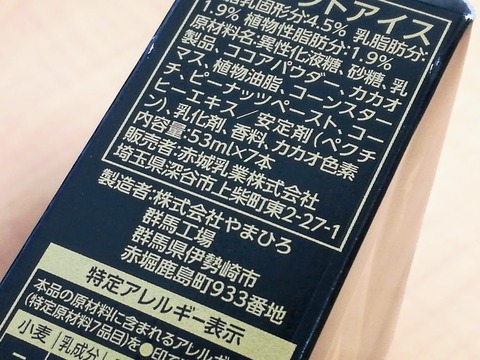 クトアイス
乳固形分:4.5% 乳脂肪分:
1.9% 植物性脂肪分:1.9%
原材料名:異性化液糖、砂糖、乳
製品、ココアパウダー、カカオ
マス、植物油脂、コーンスター
チ、ピーナッツペースト、コー
ヒーエキス／安定剤(ペクチ
ン)、乳化剤、香料、カカオ色素
内容量:53ml×7本
販売者:赤城乳業株式会社
埼玉県深谷市上柴町東2-27-1
製造者:株式会社やまひろ
群馬工場
群馬県伊勢崎市
赤堀鹿島町933番地
特定アレルギー表示
本品の原材料に含まれるアレルギ
(特定原材料7品目)を〇印で
小麦 乳成分